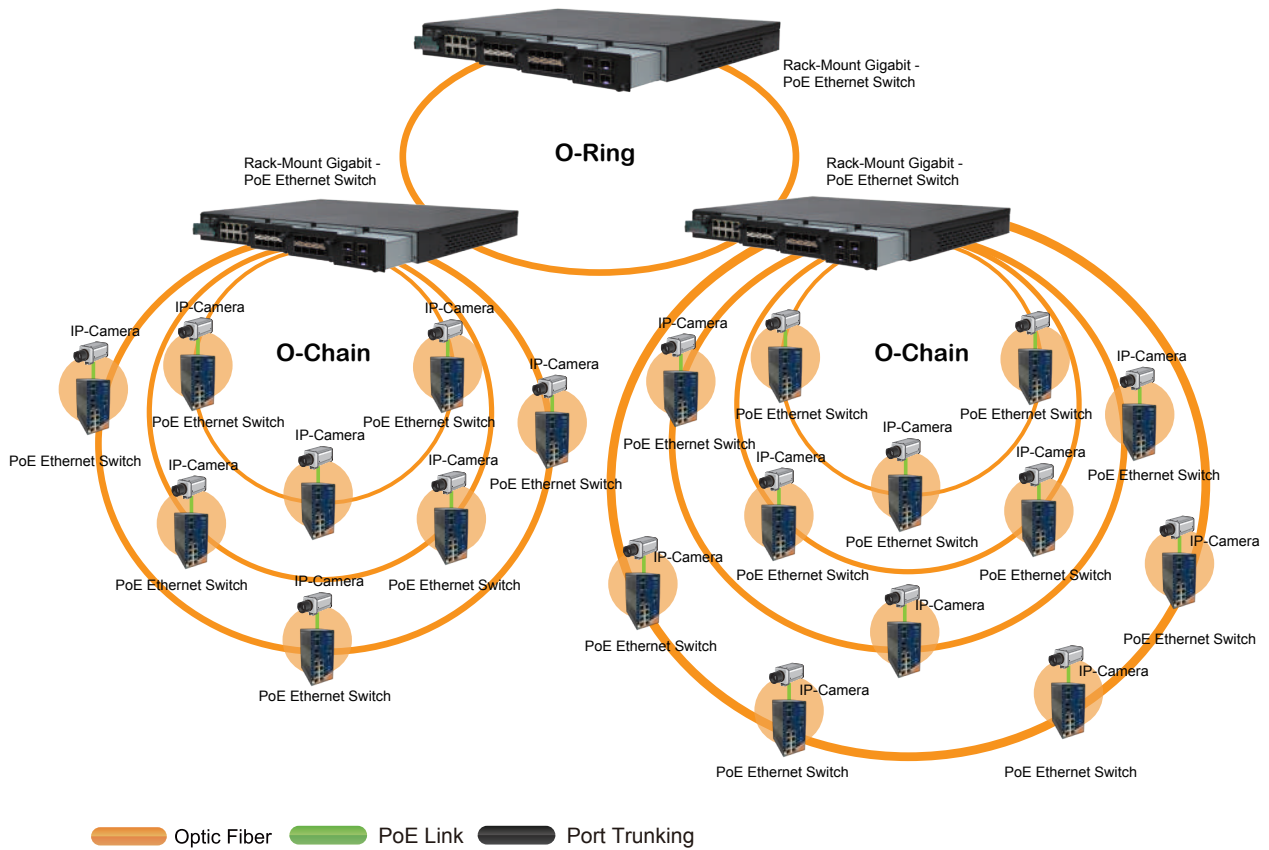 Rack-Mount Gigabit -
PoE Ethernet Switch
O-Ring
Rack-Mount Gigabit -
PoE Ethernet Switch
Rack-Mount Gigabit -
PoE Ethernet Switch
IP-Camera
IP-Camera
IP-Camera
O-Chain
IP-Camera
PoE Ethernet Switch
PoE Ethernet Switch
PoE Ethernet Switch
IP-Camera
IP-Camera
IP-Camera
PoE Ethernet Switch
PoE Ethernet Switch
PoE Ethernet Switch
IP-Camera
PoE Ethernet Switch
IP-Camera
O-Chain
IP-Camera
PoE Ethernet Switch
PoE Ethernet Switch
PoE Ethernet Switch
IP-Camera
PoE Ethernet Switch
IP-Camera
IP-Camera
PoE Ethernet Switch
PoE Ethernet Switch
PoE Ethernet Switch
IP-Camera
IP-Camera
IP-Camera
PoE Ethernet Switch
PoE Ethernet Switch
PoE Ethernet Switch
IP-Camera
IP-Camera
PoE Ethernet Switch
PoE Ethernet Switch
Optic Fiber
PoE Link
Port Trunking